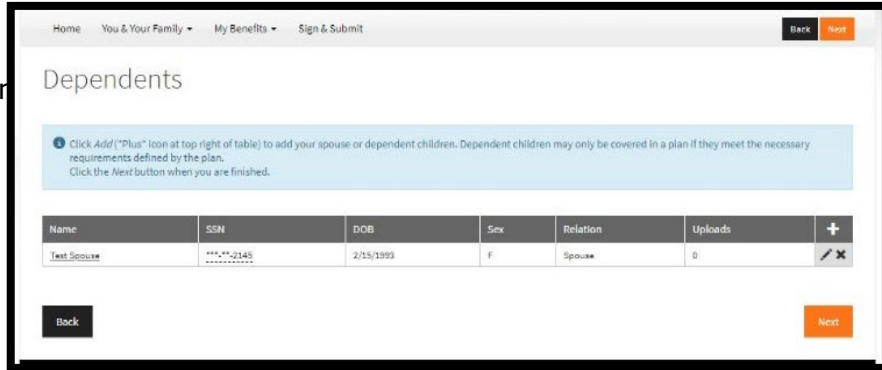 Home You & Your Family My Benefits Sign & Submit Back Next
r
Dependents
Click Add ("Plus" icon at top right of table) to add your spouse or dependent children. Dependent children may only be covered in a plan if they meet the necessary
requirements defined by the plan.
Click the Next button when you are finished.
Name SSN DOB Sex Relation Uploads +
Test Spouse ***-**-2145 2/15/1993 F Spouse 0
Back Next